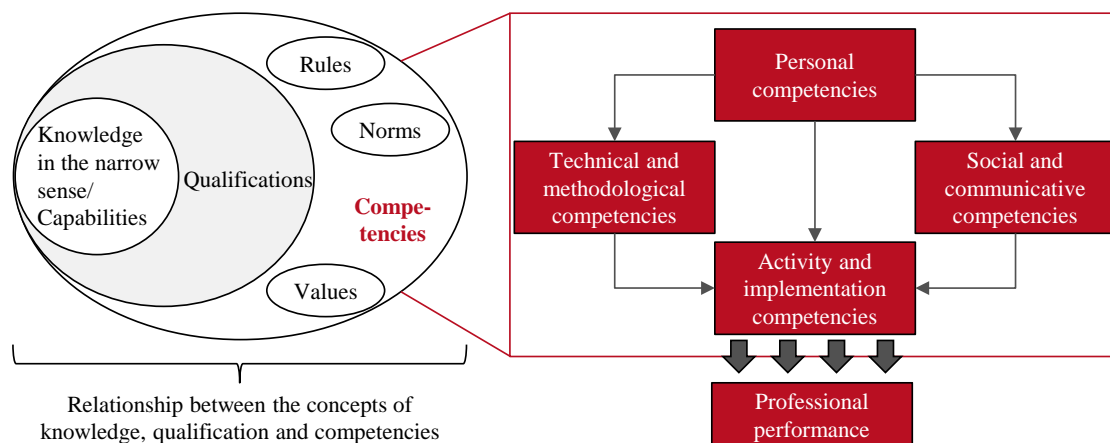 Rules
Norms
Knowledge
in the narrow
sense/
Capabilities
Qualifications
Compe-
tencies
Values
Relationship between the concepts of
knowledge, qualification and competencies
Personal
competencies
Technical and
methodological
competencies
Social and
communicative
competencies
Activity and
implementation
competencies
Professional
performance